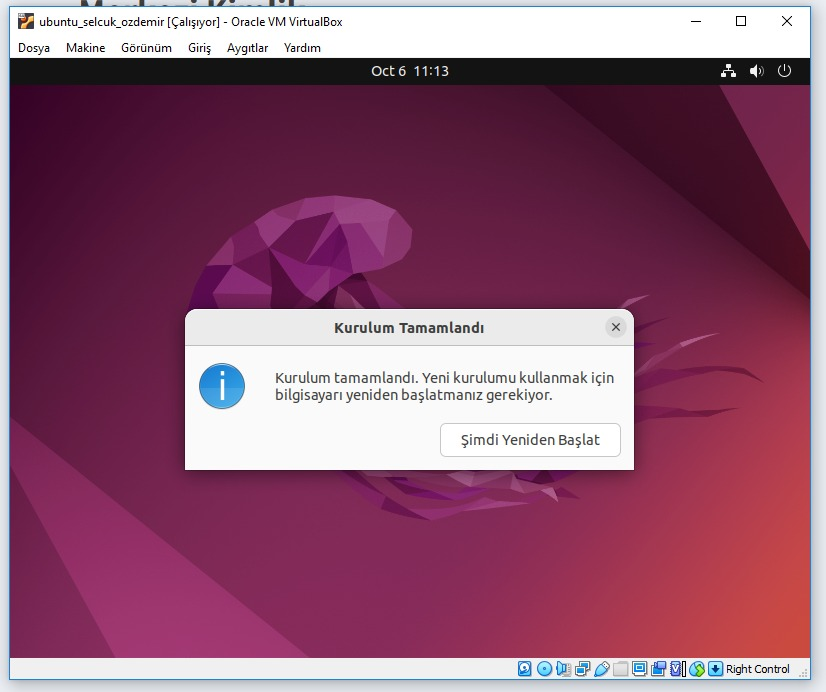 ubuntu_selcuk_ozdemir [Çalışıyor] - Oracle VM VirtualBox
Dosya Makine Görünüm Giriş Aygıtlar Yardım
Oct 6 11:13
Kurulum Tamamlandı
Kurulum tamamlandı. Yeni kurulumu kullanmak için
bilgisayarı yeniden başlatmanız gerekiyor.
Şimdi Yeniden Başlat
Right Control